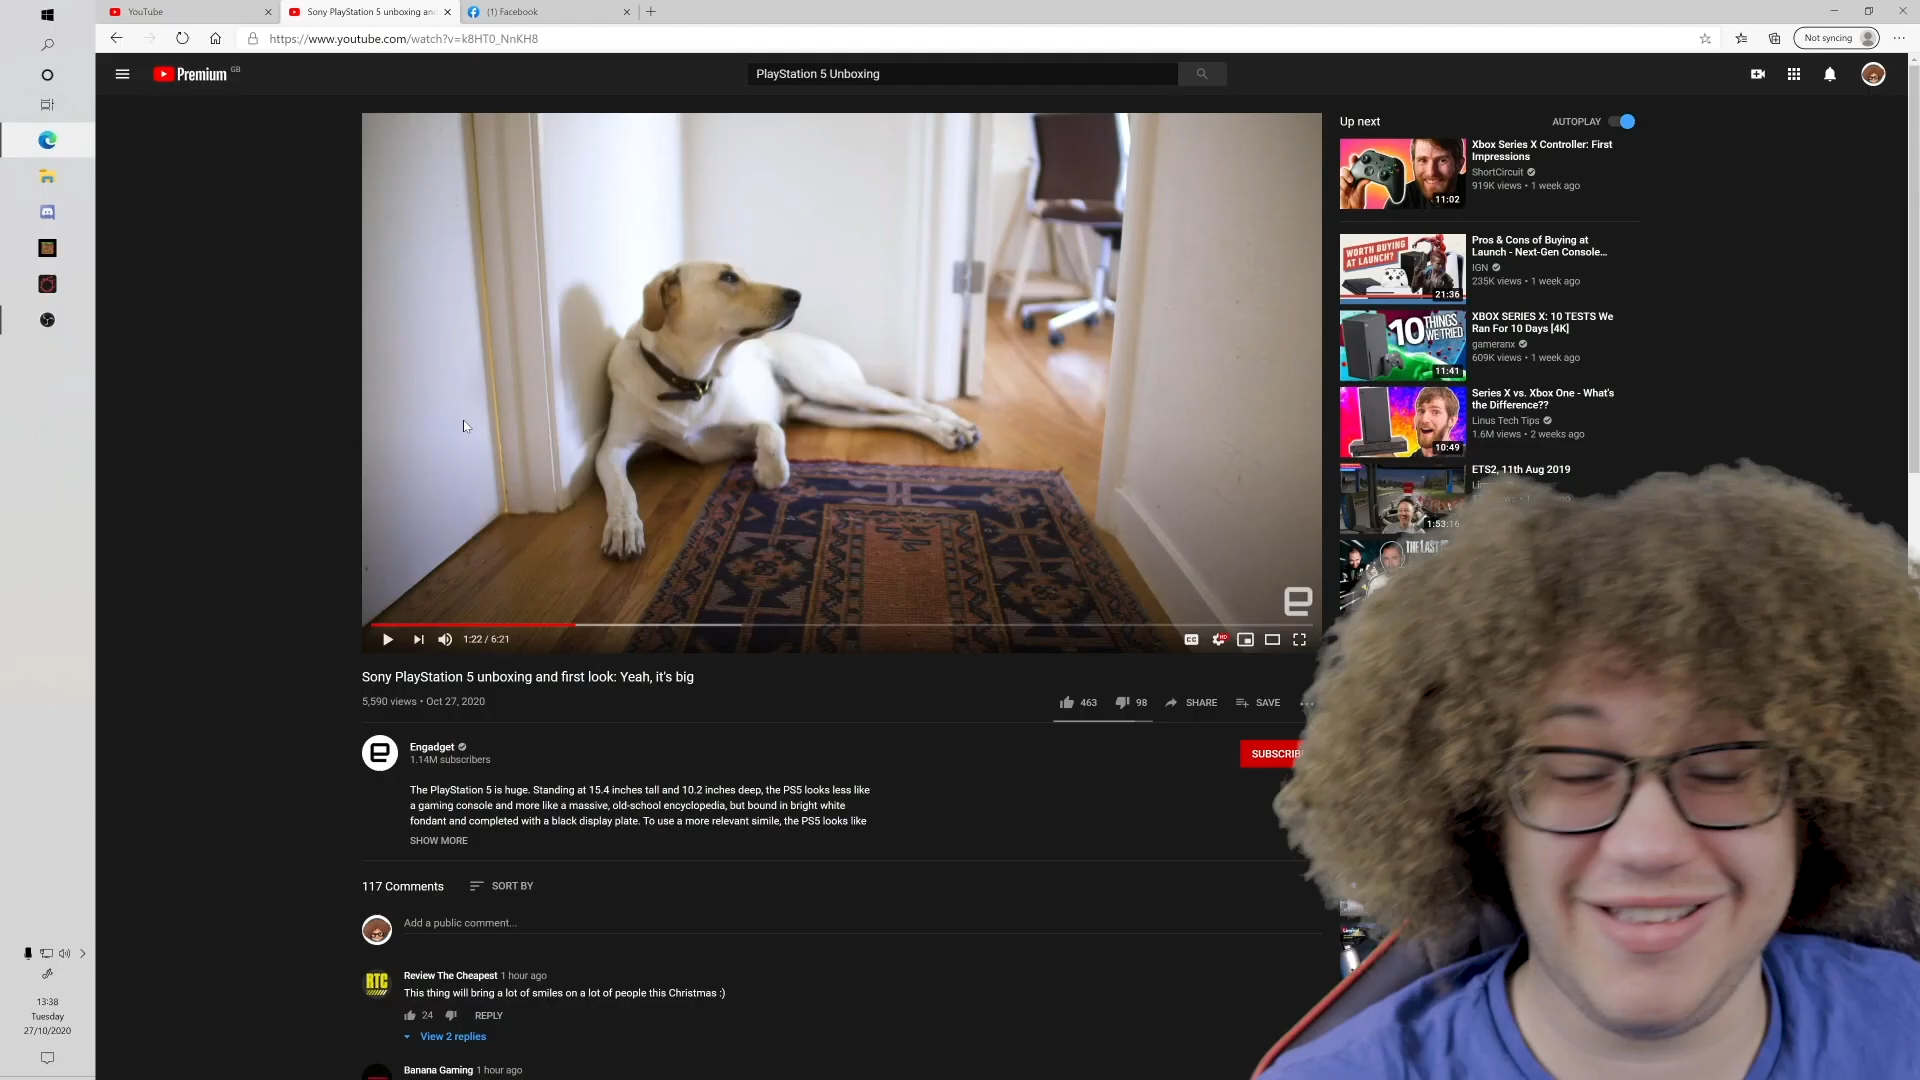 YouTube
Sony PlayStation 5 unboxing and
(1) Facebook
https://www.youtube.com/watch?v=k8HT0_NnKH8
Not syncing
Premium GB
PlayStation 5 Unboxing
Up next
AUTOPLAY
Xbox Series X Controller: First
Impressions
ShortCircuit
919K views • 1 week ago
11:02
WORTH BUYING
AT LAUNCH?
21:36
Pros & Cons of Buying at
Launch - Next-Gen Console...
IGN
235K views • 1 week ago
10 THINGS
WE TRIED
11:41
XBOX SERIES X: 10 TESTS We
Ran For 10 Days [4K]
gameranx
609K views • 1 week ago
10:49
Series X vs. Xbox One - What's
the Difference??
Linus Tech Tips
1.6M views • 2 weeks ago
ETS2, 11th Aug 2019
1:53:16
THE LAST
1:22 / 6:21
CC
HD
Sony PlayStation 5 unboxing and first look: Yeah, it's big
5,590 views • Oct 27, 2020
463
98
SHARE
SAVE
Engadget
1.14M subscribers
SUBSCRIB
The PlayStation 5 is huge. Standing at 15.4 inches tall and 10.2 inches deep, the PS5 looks less like
a gaming console and more like a massive, old-school encyclopedia, but bound in bright white
fondant and completed with a black display plate. To use a more relevant simile, the PS5 looks like
SHOW MORE
117 Comments
SORT BY
Add a public comment...
RTC
Review The Cheapest 1 hour ago
This thing will bring a lot of smiles on a lot of people this Christmas :)
24
REPLY
View 2 replies
Banana Gaming 1 hour ago
13:38
Tuesday
27/10/2020